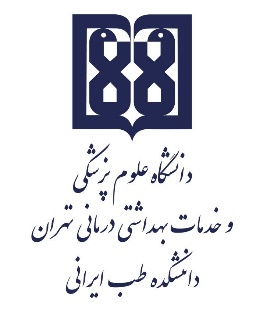 دانشگاه علوم پزشکی
و خدمات بهداشتی درمانی تهران
دانشکده طب ایرانی